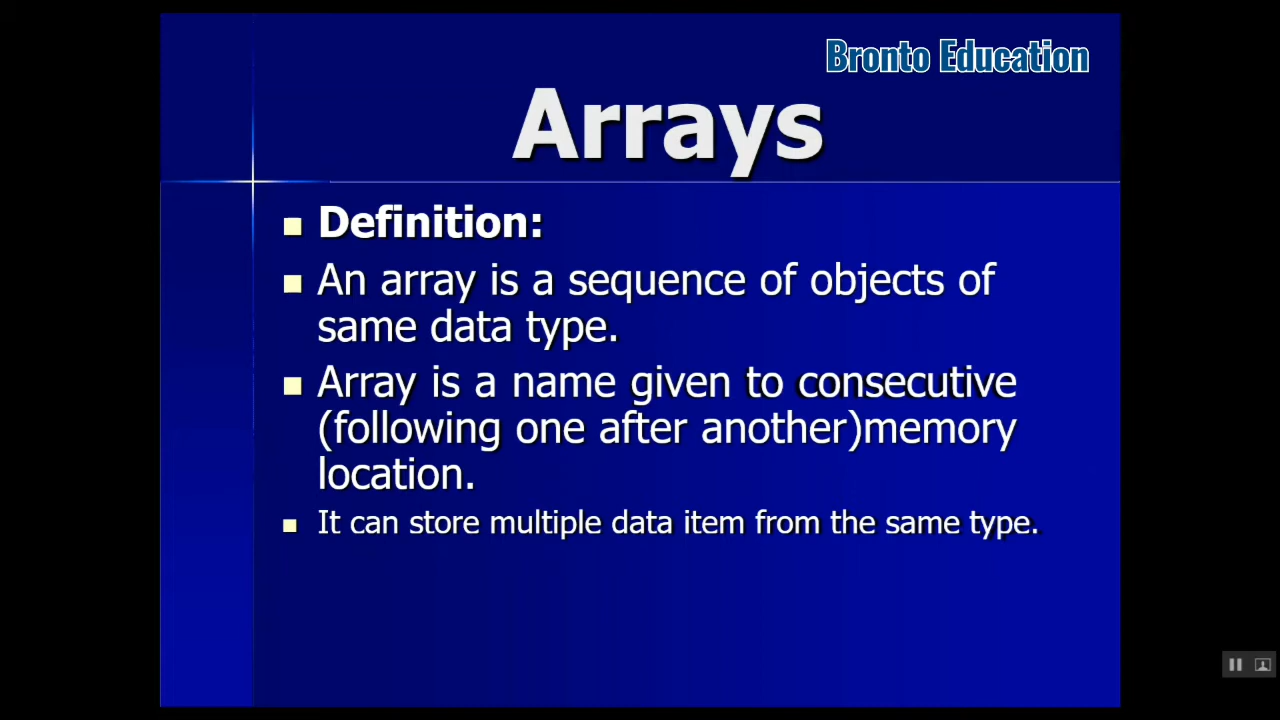 Bronto Education
Arrays
Definition:
An array is a sequence of objects of
same data type.
Array is a name given to consecutive
(following one after another)memory
location.
It can store multiple data item from the same type.